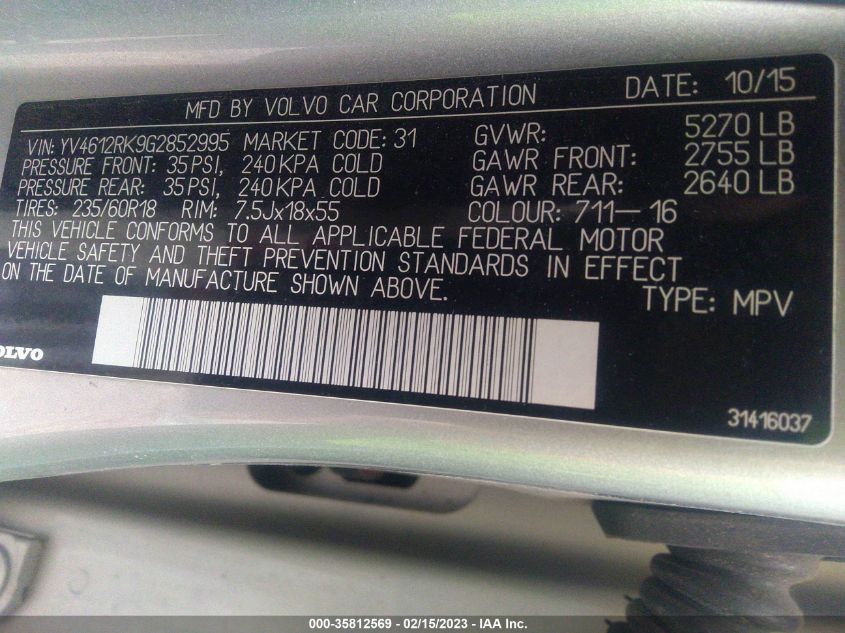 MFD BY VOLVO CAR CORPORATION DATE: 10/15
VIN: YV4612RK9G2852995 MARKET CODE: 31 GVWR: 5270 LB
PRESSURE FRONT: 35 PSI, 240 KPA COLD GAWR FRONT: 2755 LB
PRESSURE REAR: 35 PSI, 240 KPA COLD GAWR REAR: 2640 LB
TIRES: 235/60R18 RIM: 7.5Jx18x55 COLOUR: 711-16
THIS VEHICLE CONFORMS TO ALL APPLICABLE FEDERAL MOTOR
VEHICLE SAFETY AND THEFT PREVENTION STANDARDS IN EFFECT
ON THE DATE OF MANUFACTURE SHOWN ABOVE. TYPE: MPV
VOLVO
31416037
000-35812569 - 02/15/2023 - IAA Inc.